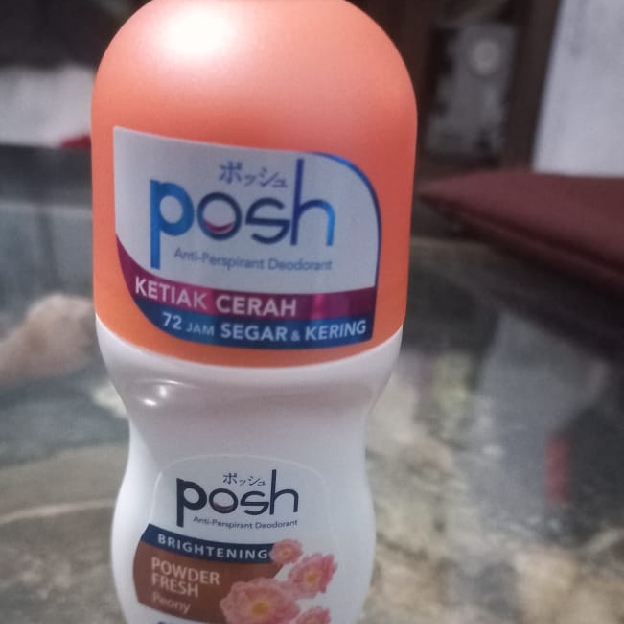 ポッシュ
posh
Anti-Perspirant Deodorant
KETIAK CERAH
72 JAM SEGAR & KERING
ポッシュ
posh
Anti-Perspirant Deodorant
BRIGHTENING
POWDER
FRESH
Peony